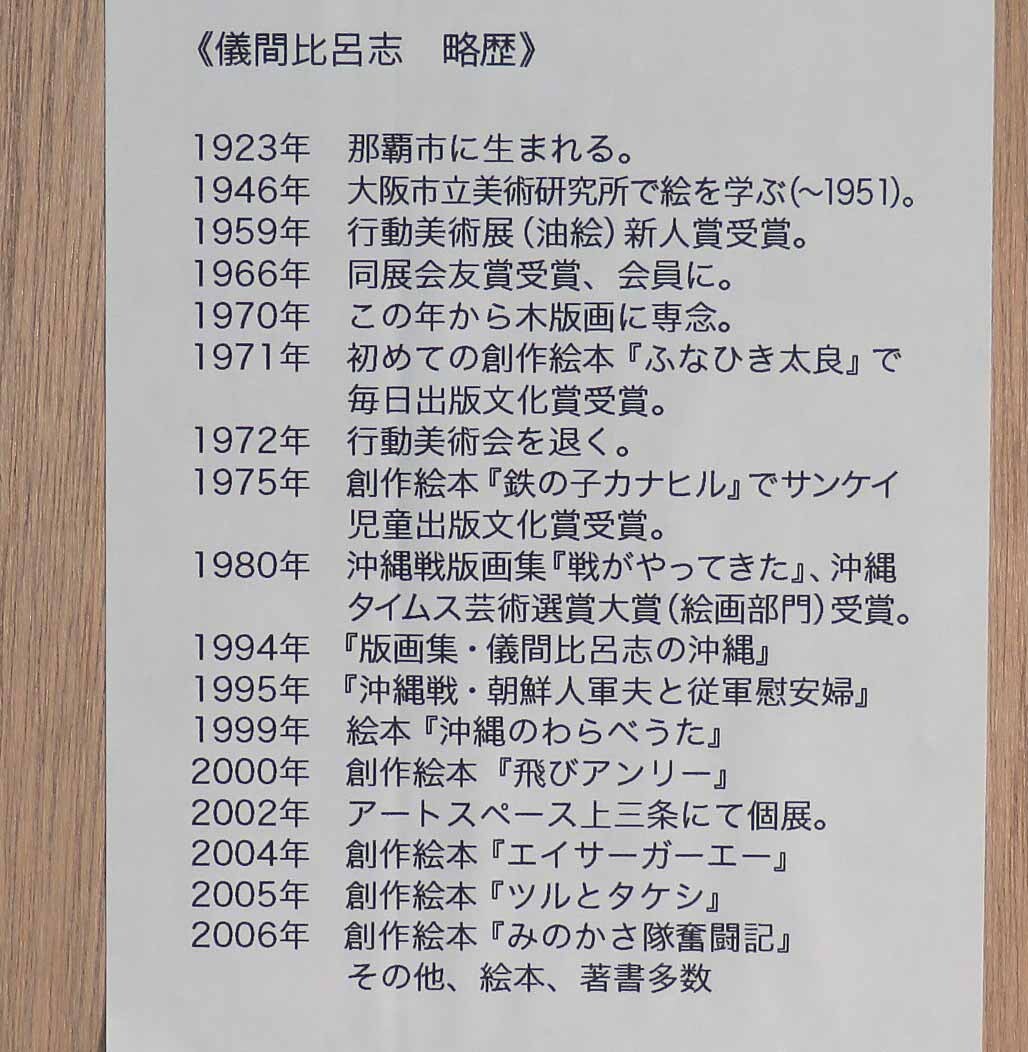 《儀間比呂志　略歴》
1923年　那覇市に生まれる。
1946年　大阪市立美術研究所で絵を学ぶ(～1951)。
1959年　行動美術展（油絵）新人賞受賞。
1966年　同展会友賞受賞、会員に。
1970年　この年から木版画に専念。
1971年　初めての創作絵本『ふなひき太良』で
毎日出版文化賞受賞。
1972年　行動美術会を退く。
1975年　創作絵本『鉄の子カナヒル』でサンケイ
児童出版文化賞受賞。
1980年　沖縄戦版画集『戦がやってきた』、沖縄
タイムス芸術選賞大賞（絵画部門）受賞。
1994年　『版画集・儀間比呂志の沖縄』
1995年　『沖縄戦・朝鮮人軍夫と従軍慰安婦』
1999年　絵本『沖縄のわらべうた』
2000年　創作絵本『飛びアンリー』
2002年　アートスペース上三条にて個展。
2004年　創作絵本『エイサーガーエー』
2005年　創作絵本『ツルとタケシ』
2006年　創作絵本『みのかさ隊奮闘記』
その他、絵本、著書多数